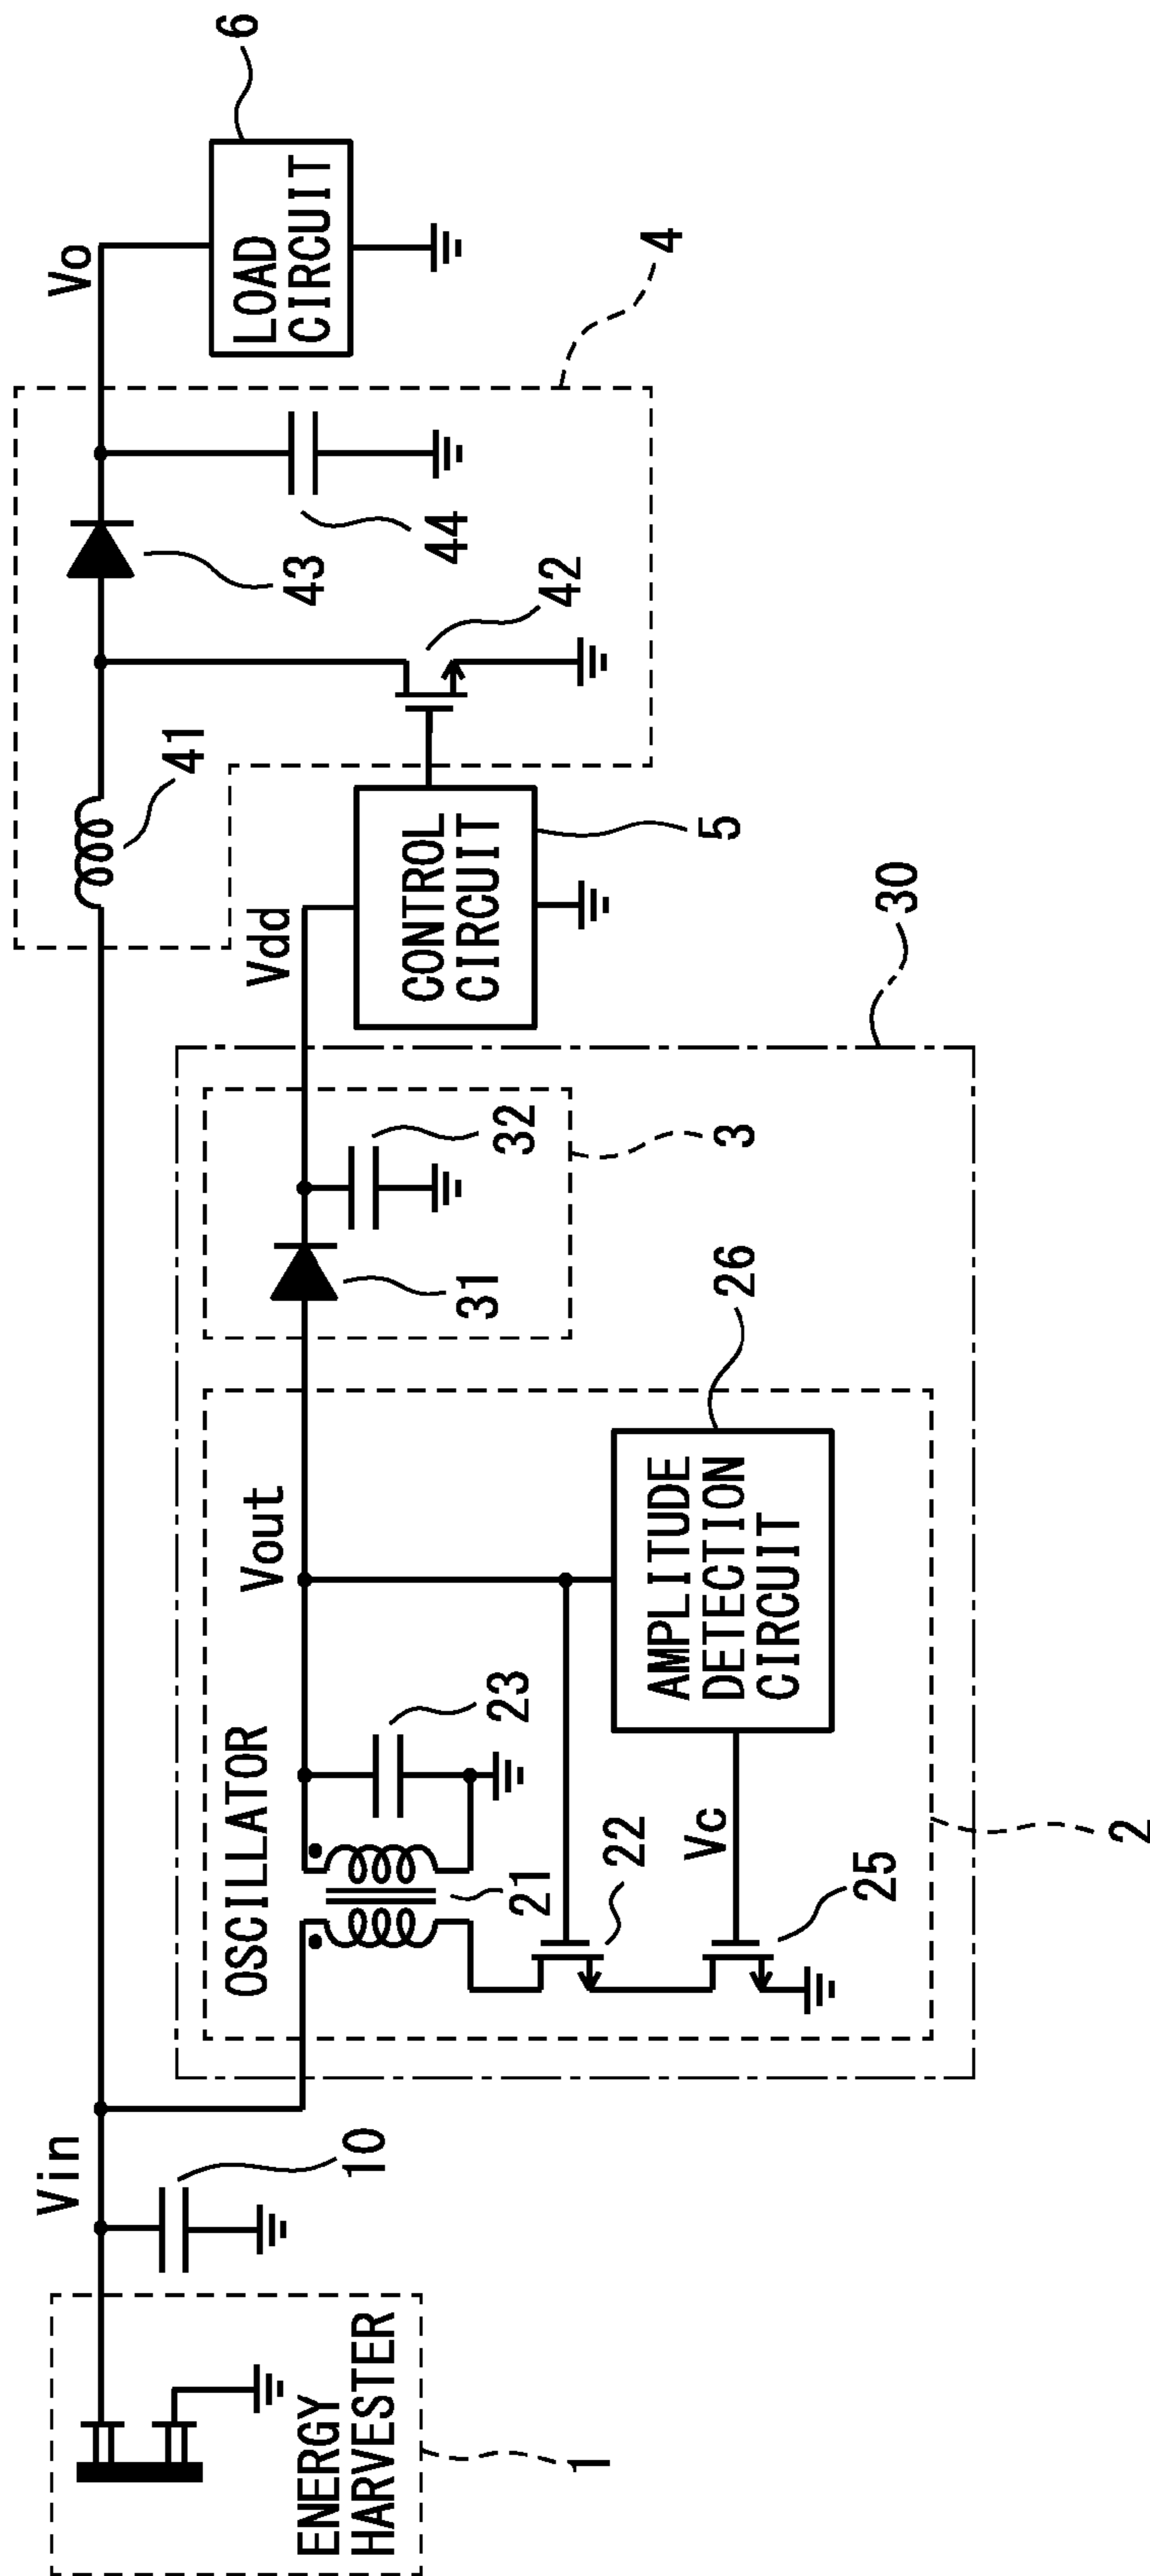 Vin
Vo
6
LOAD
CIRCUIT
4
43
44
42
41
Vdd
CONTROL
CIRCUIT
5
30
32
3
31
Vout
26
AMPLITUDE
DETECTION
CIRCUIT
OSCILLATOR
23
21
22
Vc
25
2
10
ENERGY
HARVESTER
1